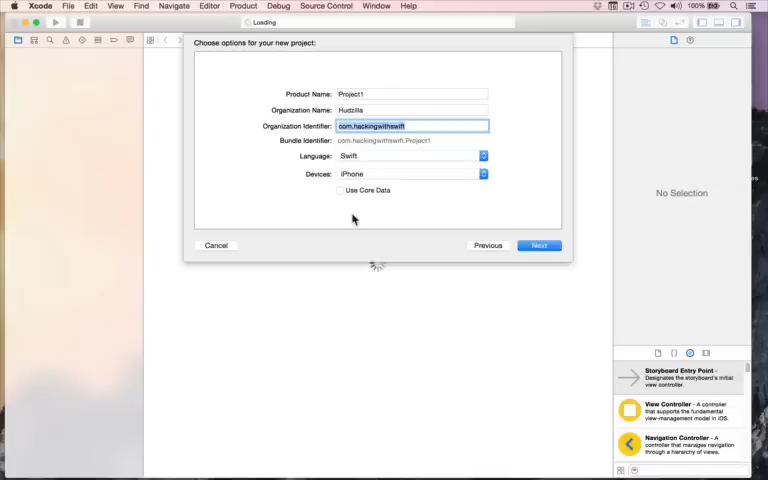 Xcode File Edit View Find Navigate Editor Product Debug Source Control Window Help 100%
Loading
Choose options for your new project:
Product Name: Project1
Organization Name: Hudzilla
Organization Identifier: com.hackingwithswift
Bundle Identifier: com.hackingwithswift.Project1
Language: Swift
Devices: iPhone
Use Core Data
Cancel Previous Next
No Selection
Storyboard Entry Point -
Designates the storyboard's initial
view controller.
View Controller - A controller
that supports the fundamental
view-management model in iOS.
Navigation Controller - A
controller that manages navigation
through a hierarchy of views.